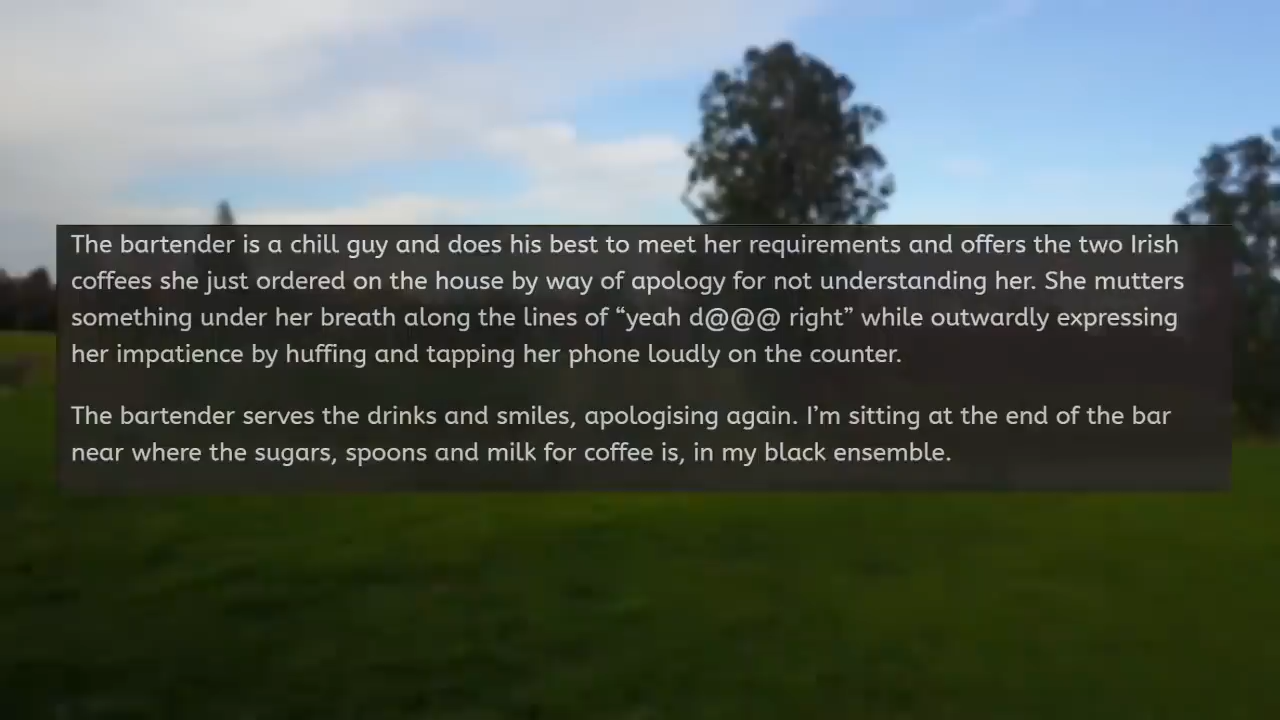 The bartender is a chill guy and does his best to meet her requirements and offers the two Irish
coffees she just ordered on the house by way of apology for not understanding her. She mutters
something under her breath along the lines of “yeah d@@@ right” while outwardly expressing
her impatience by huffing and tapping her phone loudly on the counter.
The bartender serves the drinks and smiles, apologising again. I’m sitting at the end of the bar
near where the sugars, spoons and milk for coffee is, in my black ensemble.